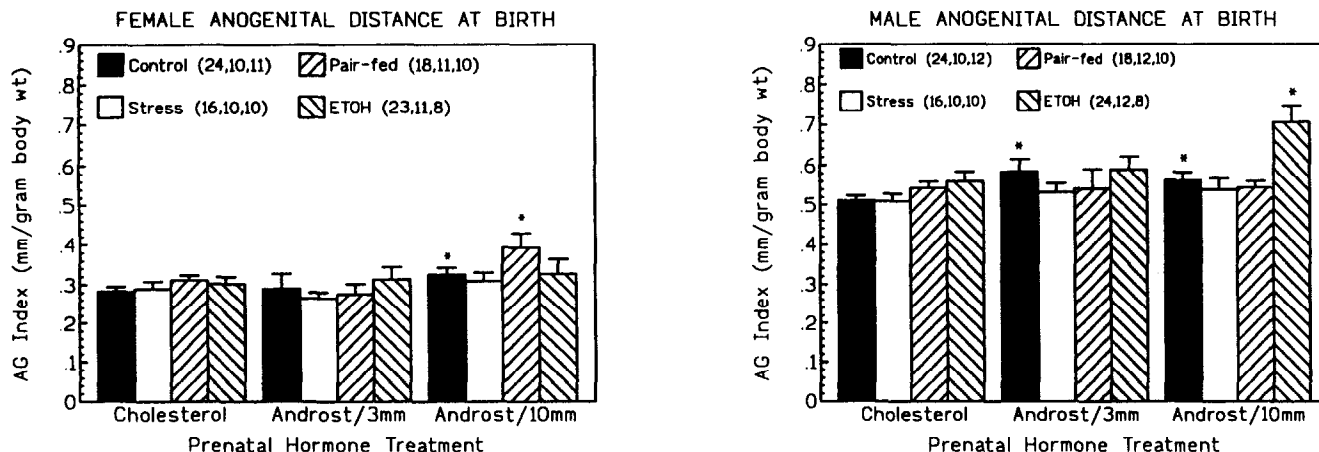 FEMALE ANOGENITAL DISTANCE AT BIRTH
AG Index (mm/gram body wt)
.9
.8
.7
.6
.5
.4
.3
.2
.1
0
Control (24,10,11)
Pair-fed (18,11,10)
Stress (16,10,10)
ETOH (23,11,8)
*
*
Cholesterol
Androst/3mm
Androst/10mm
Prenatal Hormone Treatment
MALE ANOGENITAL DISTANCE AT BIRTH
AG Index (mm/gram body wt)
.9
.8
.7
.6
.5
.4
.3
.2
.1
0
Control (24,10,12)
Pair-fed (18,12,10)
Stress (16,10,10)
ETOH (24,12,8)
*
*
*
Cholesterol
Androst/3mm
Androst/10mm
Prenatal Hormone Treatment